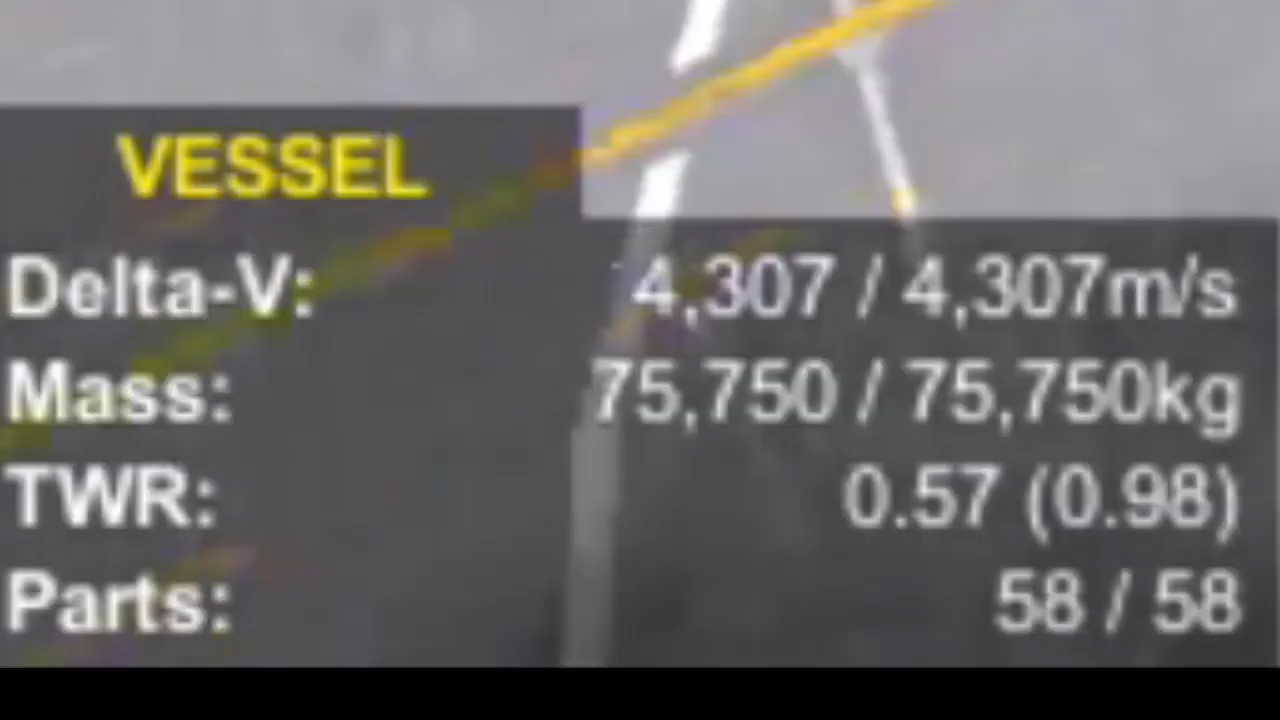 VESSEL
Delta-V: 4,307 / 4,307m/s
Mass: 75,750 / 75,750kg
TWR: 0.57 (0.98)
Parts: 58 / 58